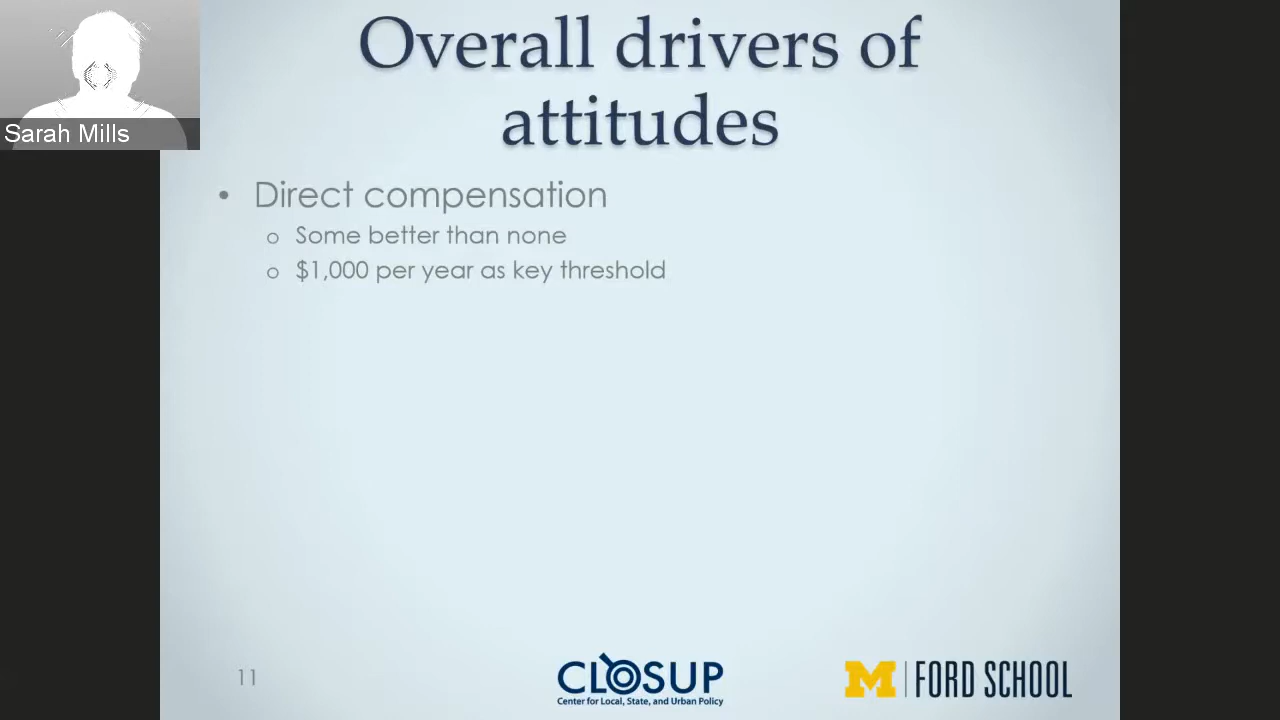 Overall drivers of
attitudes
Sarah Mills
• Direct compensation
o Some better than none
o $1,000 per year as key threshold
11
CLOSUP
Center for Local, State, and Urban Policy
M | FORD SCHOOL